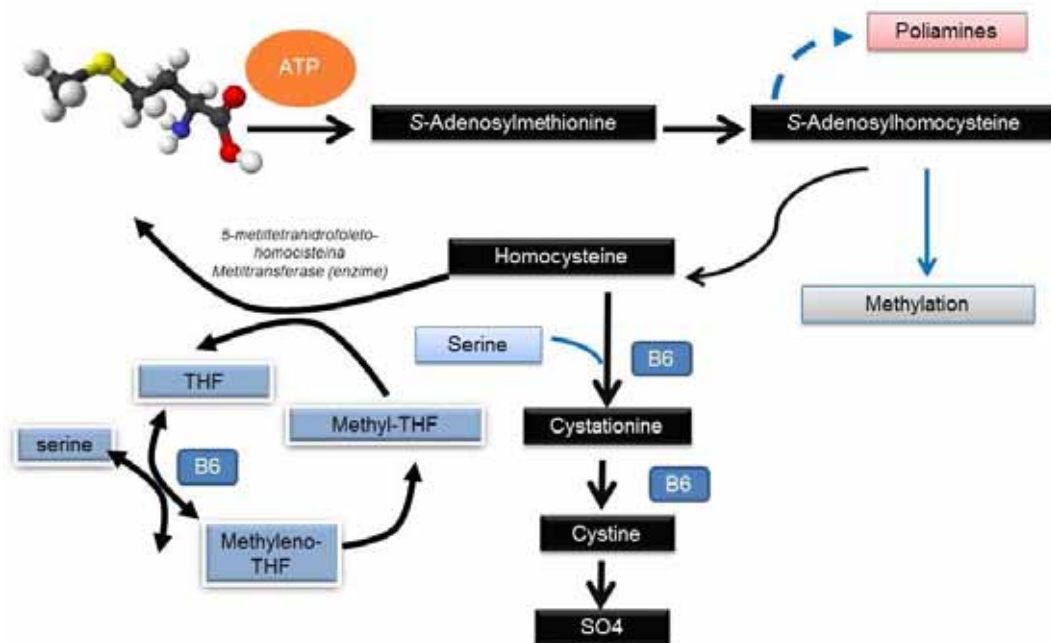 Poliamines
ATP
S-Adenosylmethionine
S-Adenosylhomocysteine
5-metiltetranidrofoleto-
homocisteina
Metiltransferase (enzime)
Homocysteine
Methylation
Serine
B6
THF
Methyl-THF
Cystationine
serine
B6
B6
Methyleno-
THF
Cystine
SO4